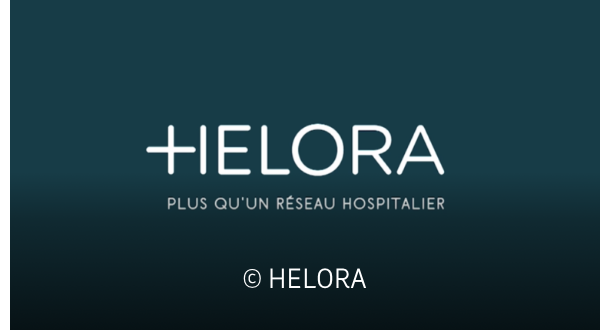 HELORA
PLUS QU'UN RÉSEAU HOSPITALIER
© HELORA